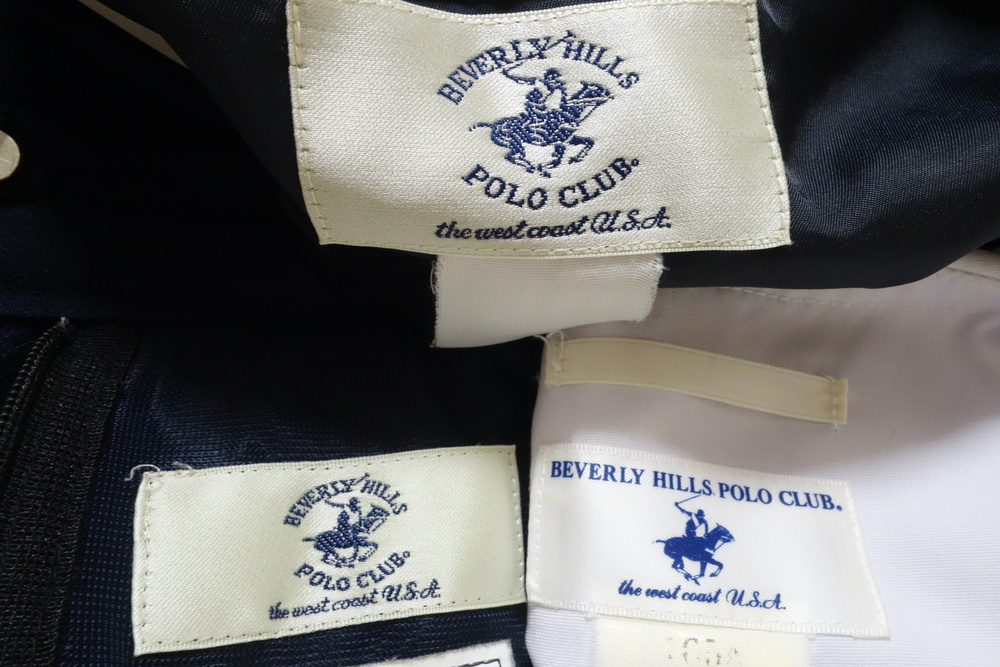 BEVERLY HILLS
POLO CLUB.
the west coast U.S.A.
BEVERLY HILLS
POLO CLUB.
the west coast U.S.A.
BEVERLY HILLS POLO CLUB.
the west coast U.S.A.